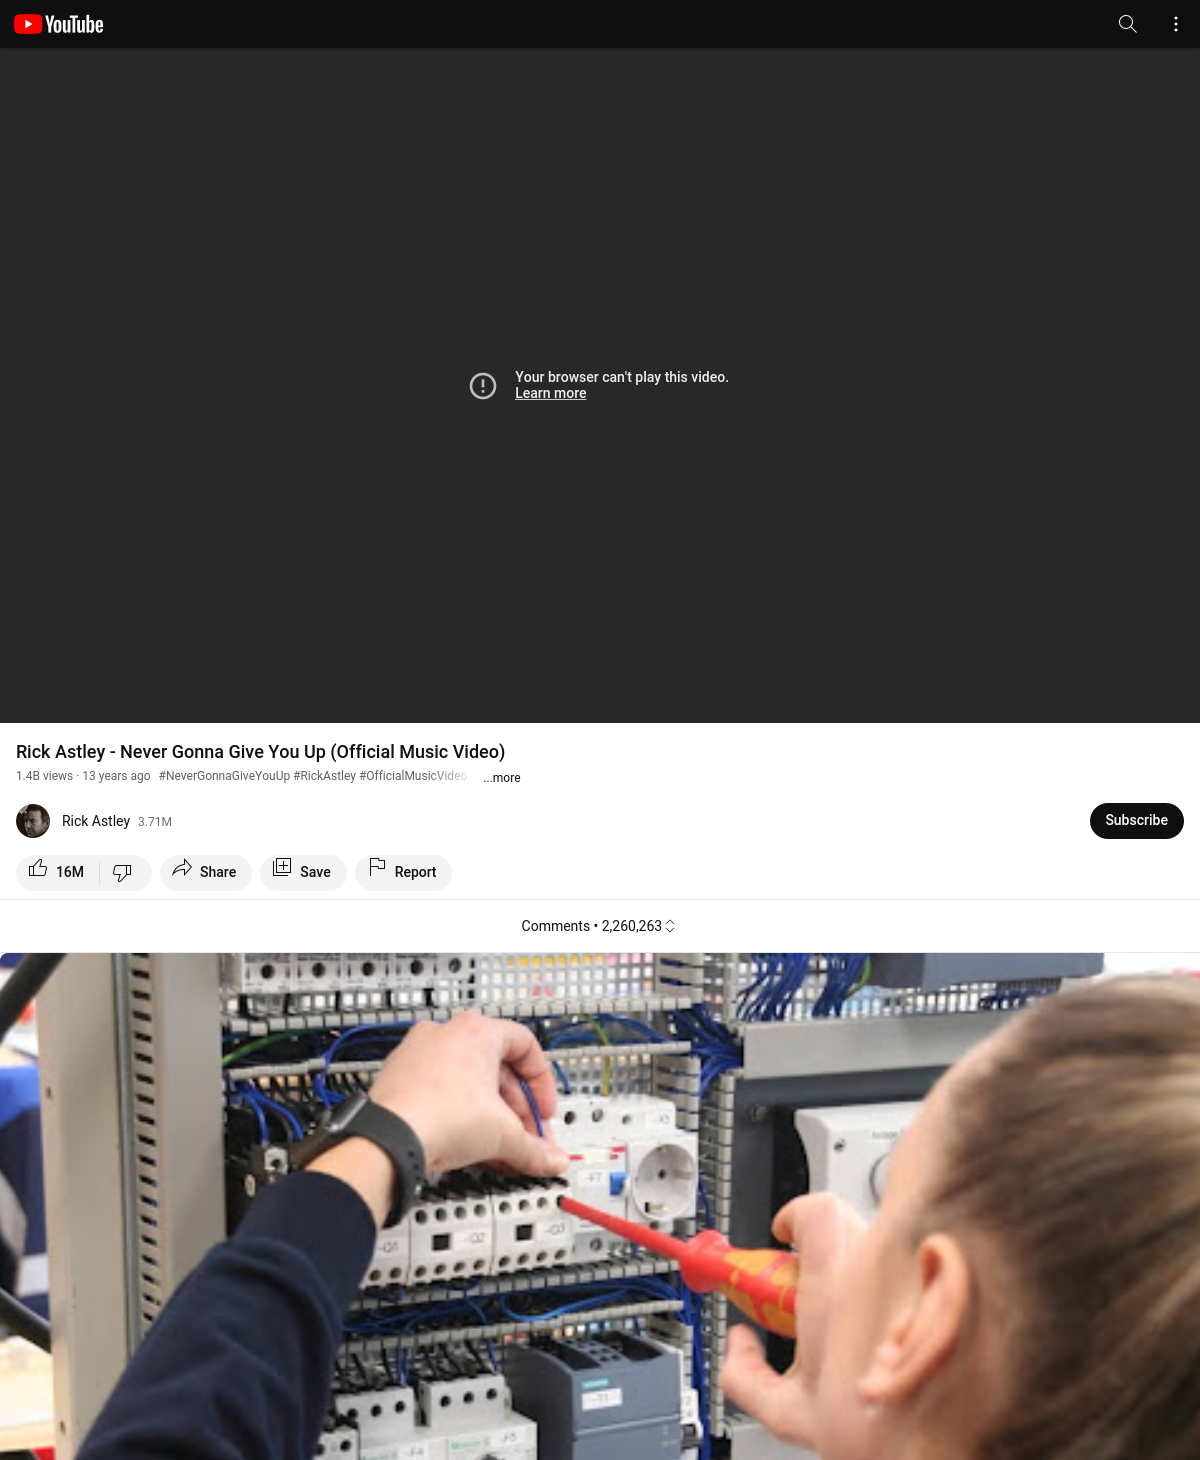 YouTube
Your browser can't play this video.
Learn more
Rick Astley - Never Gonna Give You Up (Official Music Video)
1.4B views · 13 years ago #NeverGonnaGiveYouUp #RickAstley #OfficialMusicVideo ...more
Rick Astley 3.71M
Subscribe
16M
Share
Save
Report
Comments • 2,260,263
-F7
-Q1
-Q2
-Q3
-F4
-F5